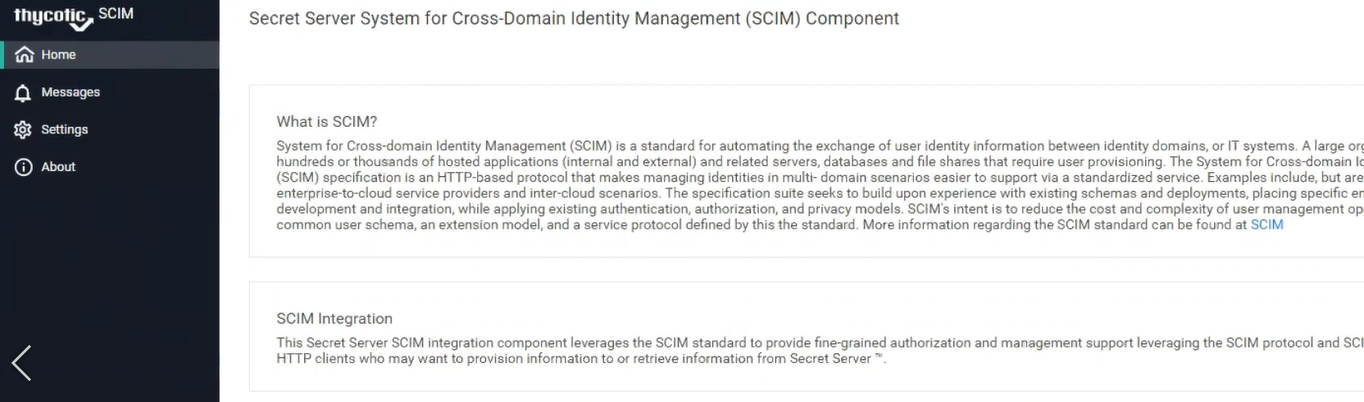 thycotic SCIM
Home
Messages
Settings
About
Secret Server System for Cross-Domain Identity Management (SCIM) Component
What is SCIM?
System for Cross-domain Identity Management (SCIM) is a standard for automating the exchange of user identity information between identity domains, or IT systems. A large
hundreds or thousands of hosted applications (internal and external) and related servers, databases and file shares that require user provisioning. The System for Cross-domain
(SCIM) specification is an HTTP-based protocol that makes managing identities in multi- domain scenarios easier to support via a standardized service. Examples include, but are
enterprise-to-cloud service providers and inter-cloud scenarios. The specification suite seeks to build upon experience with existing schemas and deployments, placing specific
development and integration, while applying existing authentication, authorization, and privacy models. SCIM's intent is to reduce the cost and complexity of user management
common user schema, an extension model, and a service protocol defined by this the standard. More information regarding the SCIM standard can be found at SCIM
SCIM Integration
This Secret Server SCIM integration component leverages the SCIM standard to provide fine-grained authorization and management support leveraging the SCIM protocol and
HTTP clients who may want to provision information to or retrieve information from Secret Server ™.